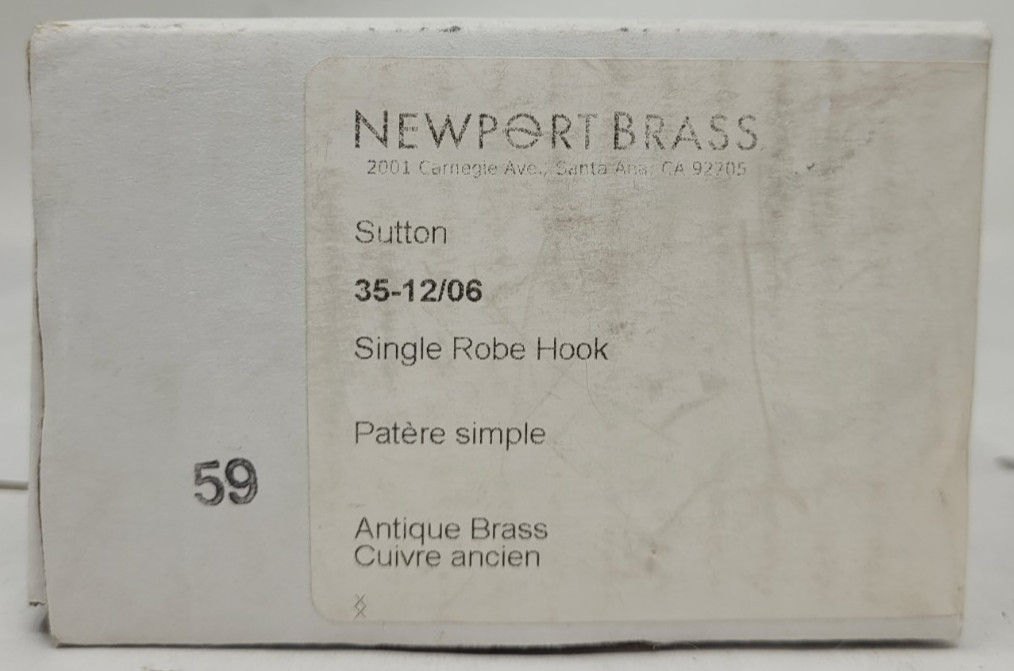 NEWPORT BRASS
2001 Carnegie Ave., Santa Ana, CA 92705
Sutton
35-12/06
Single Robe Hook
Patère simple
59
Antique Brass
Cuivre ancien